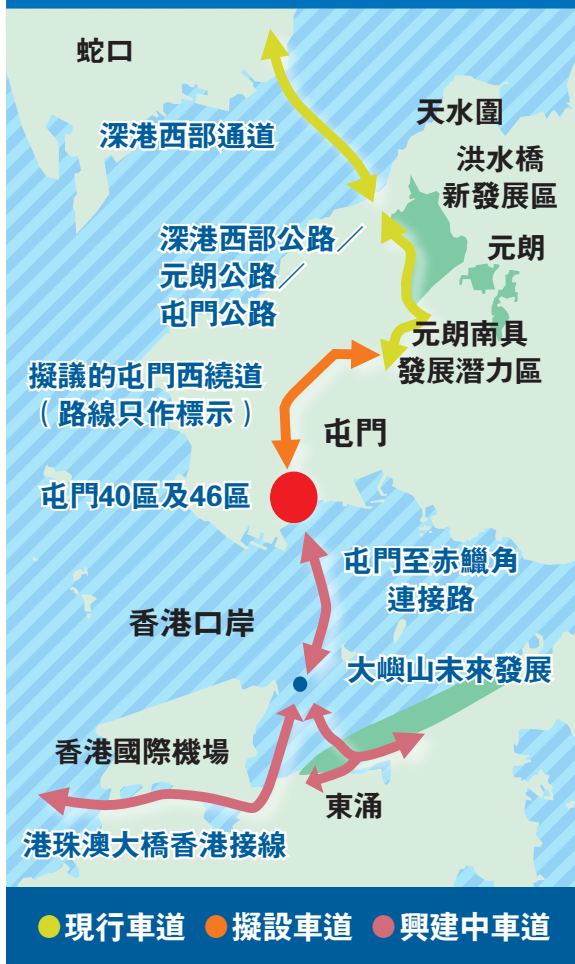 蛇口
深港西部通道
天水圍
洪水橋
新發展區
元朗
深港西部公路／
元朗公路／
屯門公路
元朗南具
發展潛力區
擬議的屯門西繞道
（路線只作標示）
屯門
屯門40區及46區
屯門至赤鱲角
連接路
香港口岸
大嶼山未來發展
香港國際機場
東涌
港珠澳大橋香港接線
現行車道 擬設車道 興建中車道